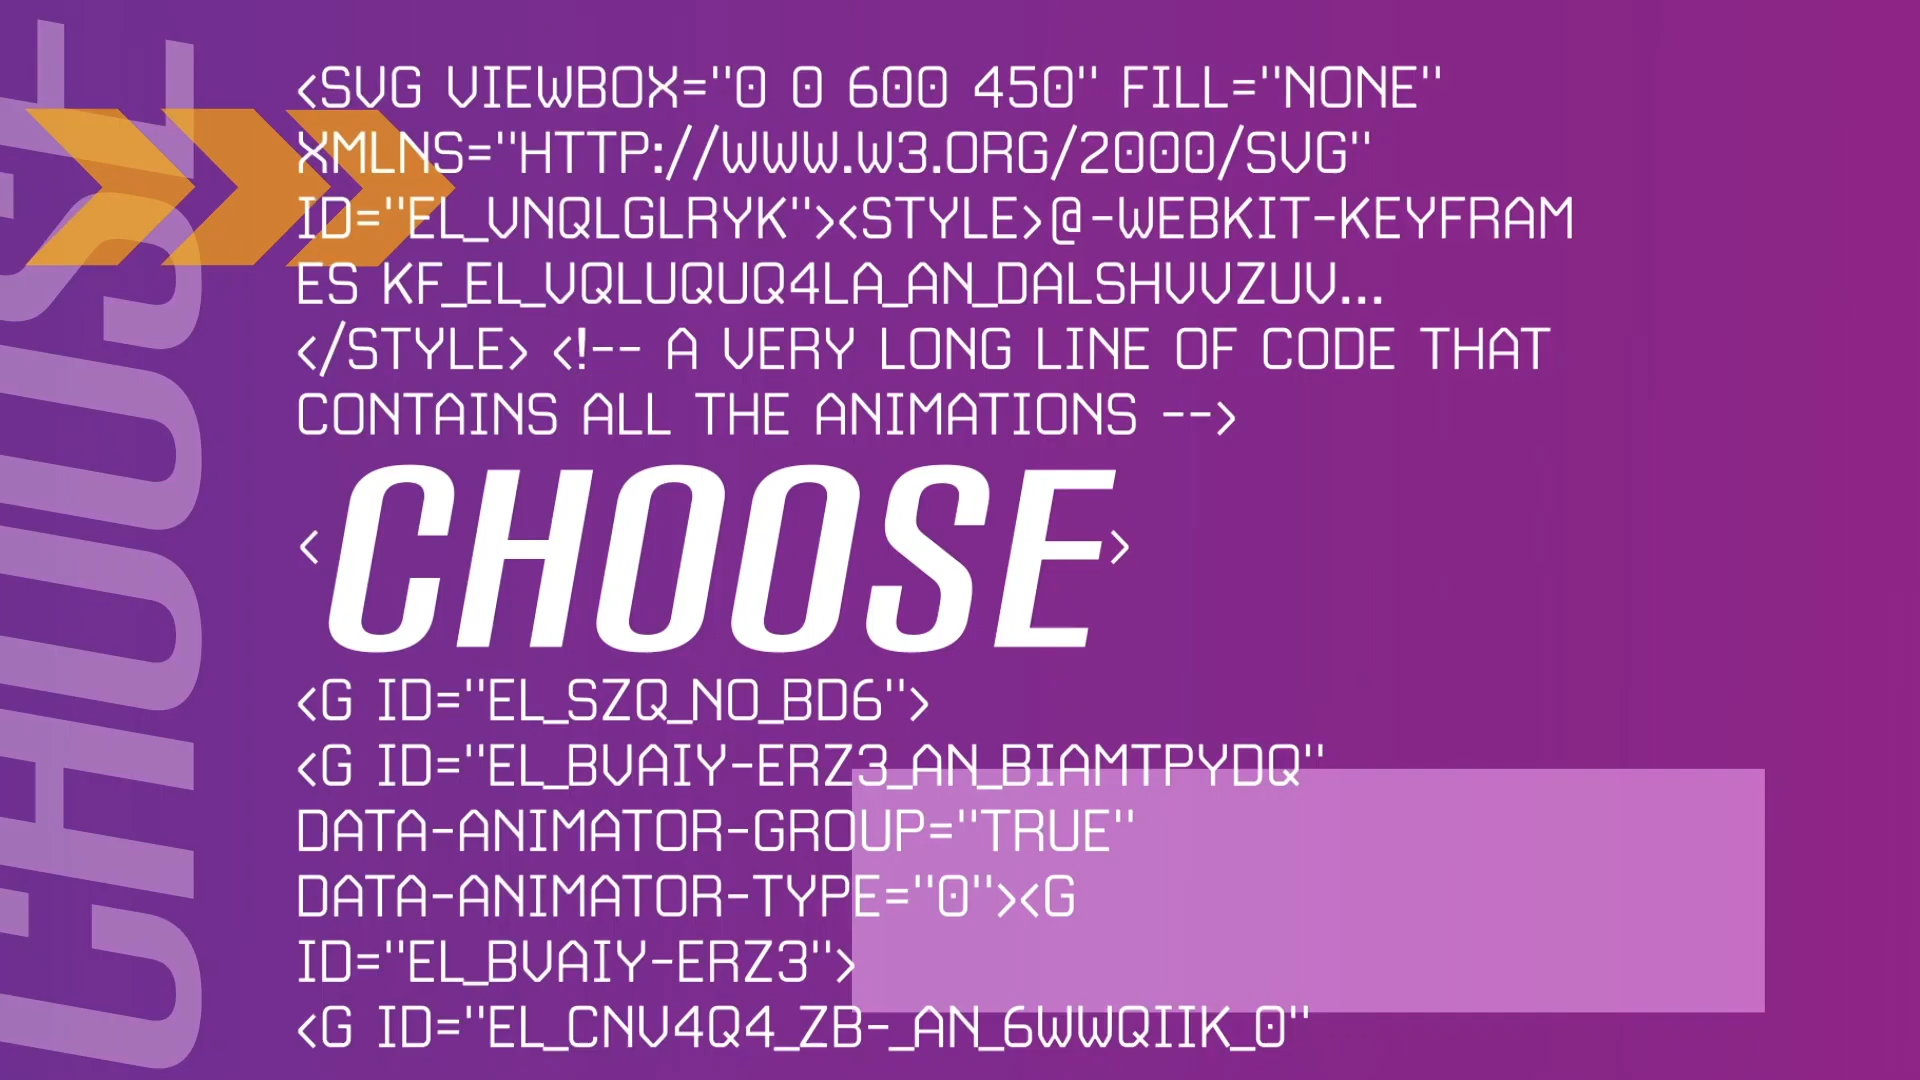 CHOOSE
<SVG VIEWBOX="0 0 600 450" FILL="NONE"
XMLNS="HTTP://WWW.W3.ORG/2000/SVG"
ID="EL_VNQLGLRYK"><STYLE>@-WEBKIT-KEYFRAM
ES KF_EL_VQLUQUQ4LA_AN_DALSHVVZUV...
</STYLE> <!-- A VERY LONG LINE OF CODE THAT
CONTAINS ALL THE ANIMATIONS -->
<CHOOSE>
<G ID="EL_SZQ_NO_BD6">
<G ID="EL_BVAIY-ERZ3_AN_BIAMTPYDQ"
DATA-ANIMATOR-GROUP="TRUE"
DATA-ANIMATOR-TYPE="0"><G
ID="EL_BVAIY-ERZ3">
<G ID="EL_CNV4Q4_ZB-_AN_6WWQIIK_0"